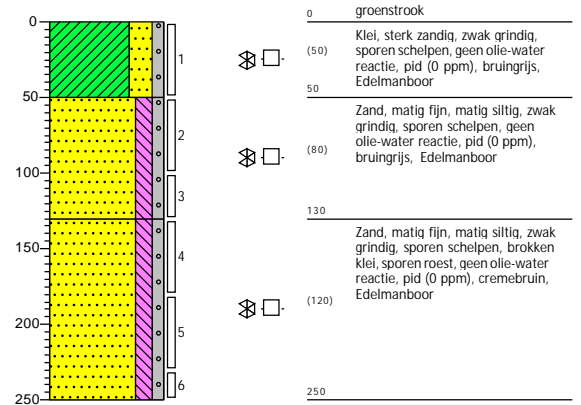 0
50
100
150
200
250
1
2
3
4
5
6
0 groenstrook
(50)
50
Klei, sterk zandig, zwak grindig,
sporen schelpen, geen olie-water
reactie, pid (0 ppm), bruingrijs,
Edelmanboor
(80)
130
Zand, matig fijn, matig siltig, zwak
grindig, sporen schelpen, geen
olie-water reactie, pid (0 ppm),
bruingrijs, Edelmanboor
(120)
250
Zand, matig fijn, matig siltig, zwak
grindig, sporen schelpen, brokken
klei, sporen roest, geen olie-water
reactie, pid (0 ppm), cremebruin,
Edelmanboor